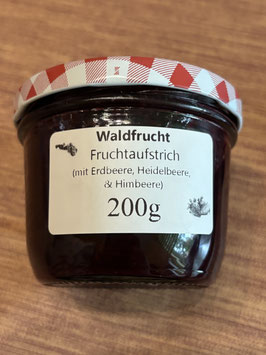 Waldfrucht
Fruchtaufstrich
(mit Erdbeere, Heidelbeere,
& Himbeere)
200g